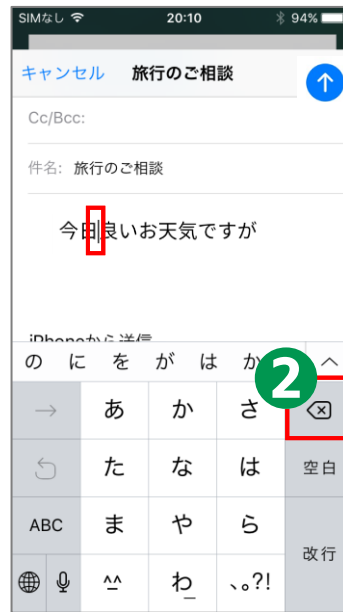 SIMなし 20:10 94%
キャンセル 旅行のご相談
Cc/Bcc:
件名: 旅行のご相談
今日良いお天気ですが
iPhoneから送信
の に を が は か
2
→ あ か さ
た な は 空白
ABC ま や ら
改行
^^ わ_ 、。?!